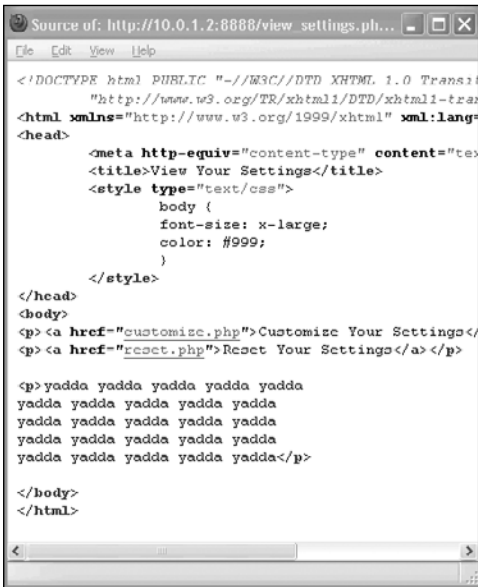 Source of: http://10.0.1.2:8888/view_settings.ph...
File Edit View Help
<!DOCTYPE html PUBLIC "-//W3C//DTD XHTML 1.0 Transit
"http://www.w3.org/TR/xhtml1/DTD/xhtml1-tran
<html xmlns="http://www.w3.org/1999/xhtml" xml:lang=
<head>
<meta http-equiv="content-type" content="tex
<title>View Your Settings</title>
<style type="text/css">
body {
font-size: x-large;
color: #999;
}
</style>
</head>
<body>
<p><a href="customize.php">Customize Your Settings</
<p><a href="reset.php">Reset Your Settings</a></p>
<p>yadda yadda yadda yadda yadda
yadda yadda yadda yadda yadda
yadda yadda yadda yadda yadda
yadda yadda yadda yadda yadda
yadda yadda yadda yadda yadda</p>
</body>
</html>